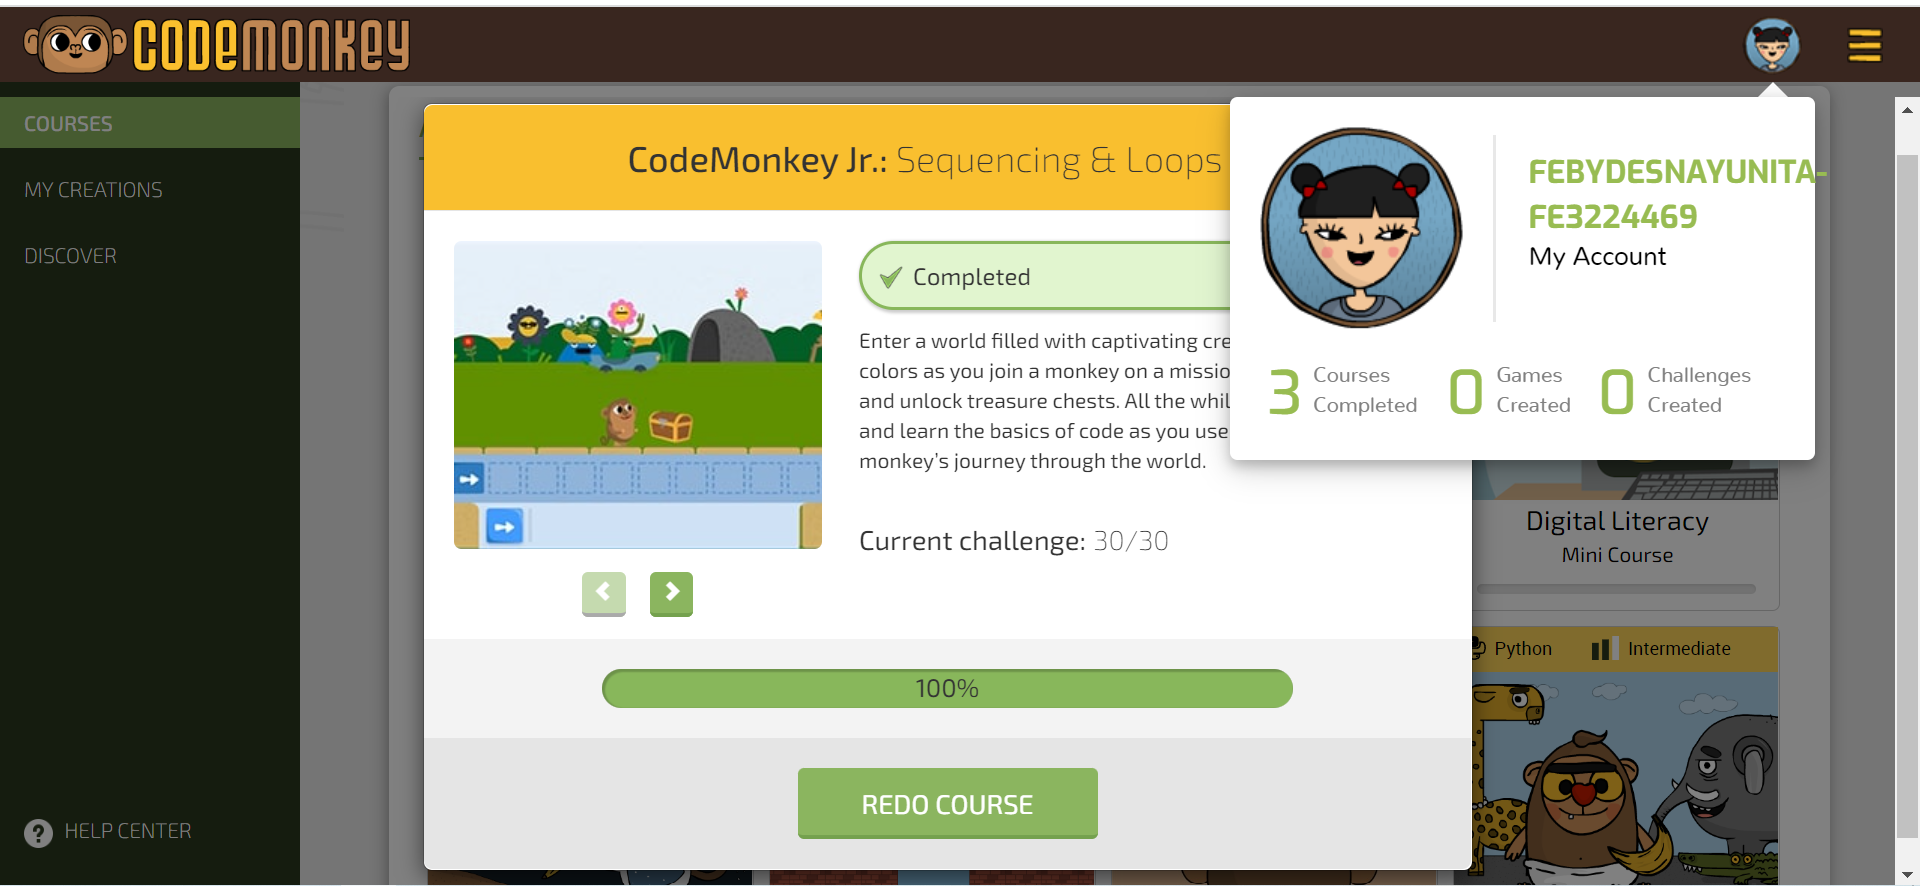 CODEMONKEY
COURSES
MY CREATIONS
DISCOVER
HELP CENTER
CodeMonkey Jr.: Sequencing & Loops
Completed
Enter a world filled with captivating cre
colors as you join a monkey on a missio
and unlock treasure chests. All the whil
and learn the basics of code as you use
monkey's journey through the world.
Current challenge: 30/30
100%
REDO COURSE
FEBYDESNAYUNITA-
FE3224469
My Account
3 Courses Completed
0 Games Created
0 Challenges Created
Digital Literacy
Mini Course
Python Intermediate